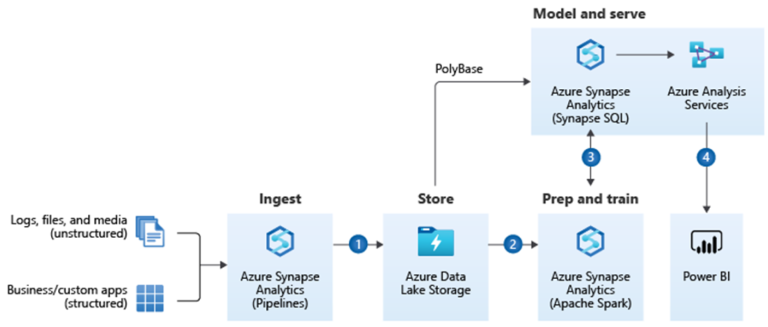 Model and serve
PolyBase
Azure Synapse
Analytics
(Synapse SQL)
Azure Analysis
Services
3
4
Ingest
Store
Prep and train
Logs, files, and media
(unstructured)
Business/custom apps
(structured)
Azure Synapse
Analytics
(Pipelines)
1
Azure Data
Lake Storage
2
Azure Synapse
Analytics
(Apache Spark)
Power BI